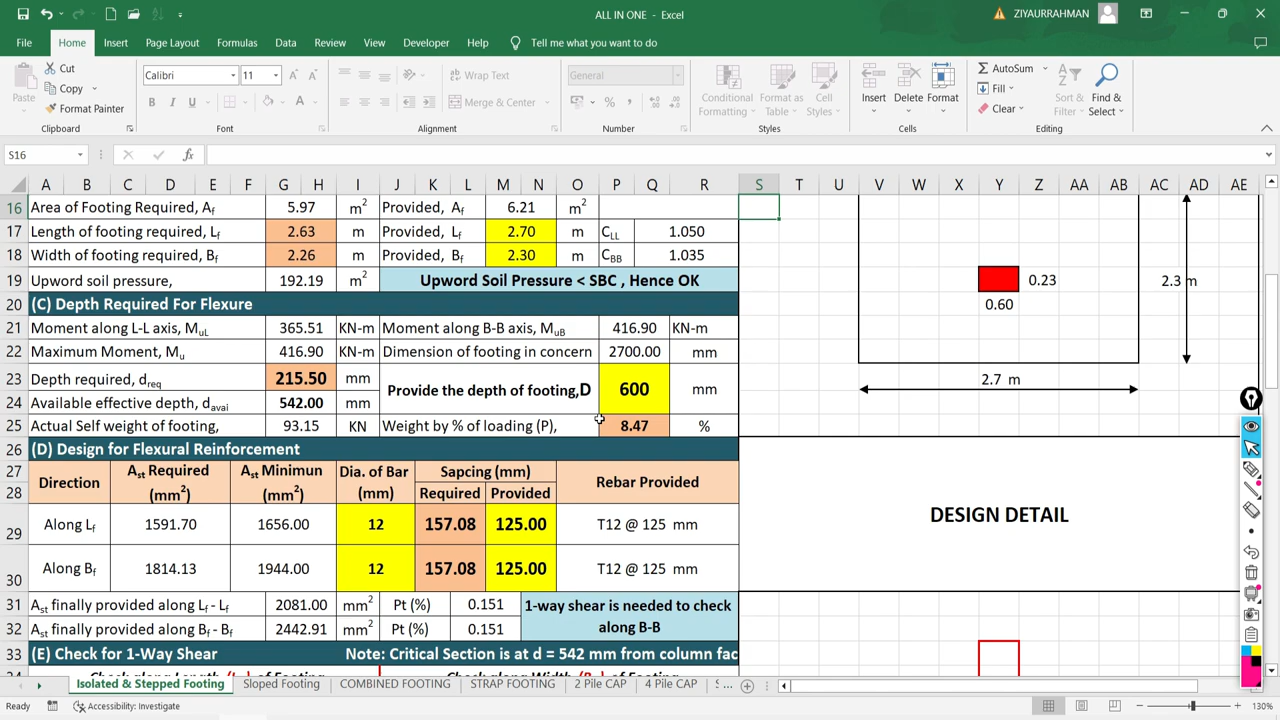 ALL IN ONE - Excel
ZIYAURRAHMAN
File Home Insert Page Layout Formulas Data Review View Developer Help Tell me what you want to do
Paste
Cut
Copy
Format Painter
Clipboard
Calibri 11
B I U
Font
Wrap Text
Merge & Center
Alignment
General
Number
Conditional Formatting
Format as Table
Cell Styles
Styles
Insert Delete Format
Cells
AutoSum
Fill
Clear
Sort & Filter
Find & Select
Editing
S16 fx
A B C D E F G H I J K L M N O P Q R S T U V W X Y Z AA AB AC AD AE
16 Area of Footing Required, Af 5.97 m2 Provided, Af 6.21 m2
17 Length of footing required, Lf 2.63 m Provided, Lf 2.70 m CLL 1.050
18 Width of footing required, Bf 2.26 m Provided, Bf 2.30 m CBB 1.035
19 Upword soil pressure, 192.19 m2 Upword Soil Pressure < SBC , Hence OK
20 (C) Depth Required For Flexure
21 Moment along L-L axis, MuL 365.51 KN-m Moment along B-B axis, MuB 416.90 KN-m
22 Maximum Moment, Mu 416.90 KN-m Dimension of footing in concern 2700.00 mm
23 Depth required, dreq 215.50 mm Provide the depth of footing,D 600 mm
24 Available effective depth, davai 542.00 mm
25 Actual Self weight of footing, 93.15 KN Weight by % of loading (P), 8.47 %
26 (D) Design for Flexural Reinforcement
27 Direction Ast Required (mm2) Ast Minimun (mm2) Dia. of Bar (mm) Sapcing (mm) Rebar Provided
28 Required Provided
29 Along Lf 1591.70 1656.00 12 157.08 125.00 T12 @ 125 mm
30 Along Bf 1814.13 1944.00 12 157.08 125.00 T12 @ 125 mm
31 Ast finally provided along Lf - Lf 2081.00 mm2 Pt (%) 0.151 1-way shear is needed to check along B-B
32 Ast finally provided along Bf - Bf 2442.91 mm2 Pt (%) 0.151
33 (E) Check for 1-Way Shear Note: Critical Section is at d = 542 mm from column fac
0.23
0.60
2.3 m
2.7 m
DESIGN DETAIL
Isolated & Stepped Footing Sloped Footing COMBINED FOOTING STRAP FOOTING 2 Pile CAP 4 Pile CAP S ...
Ready Accessibility: Investigate 130%